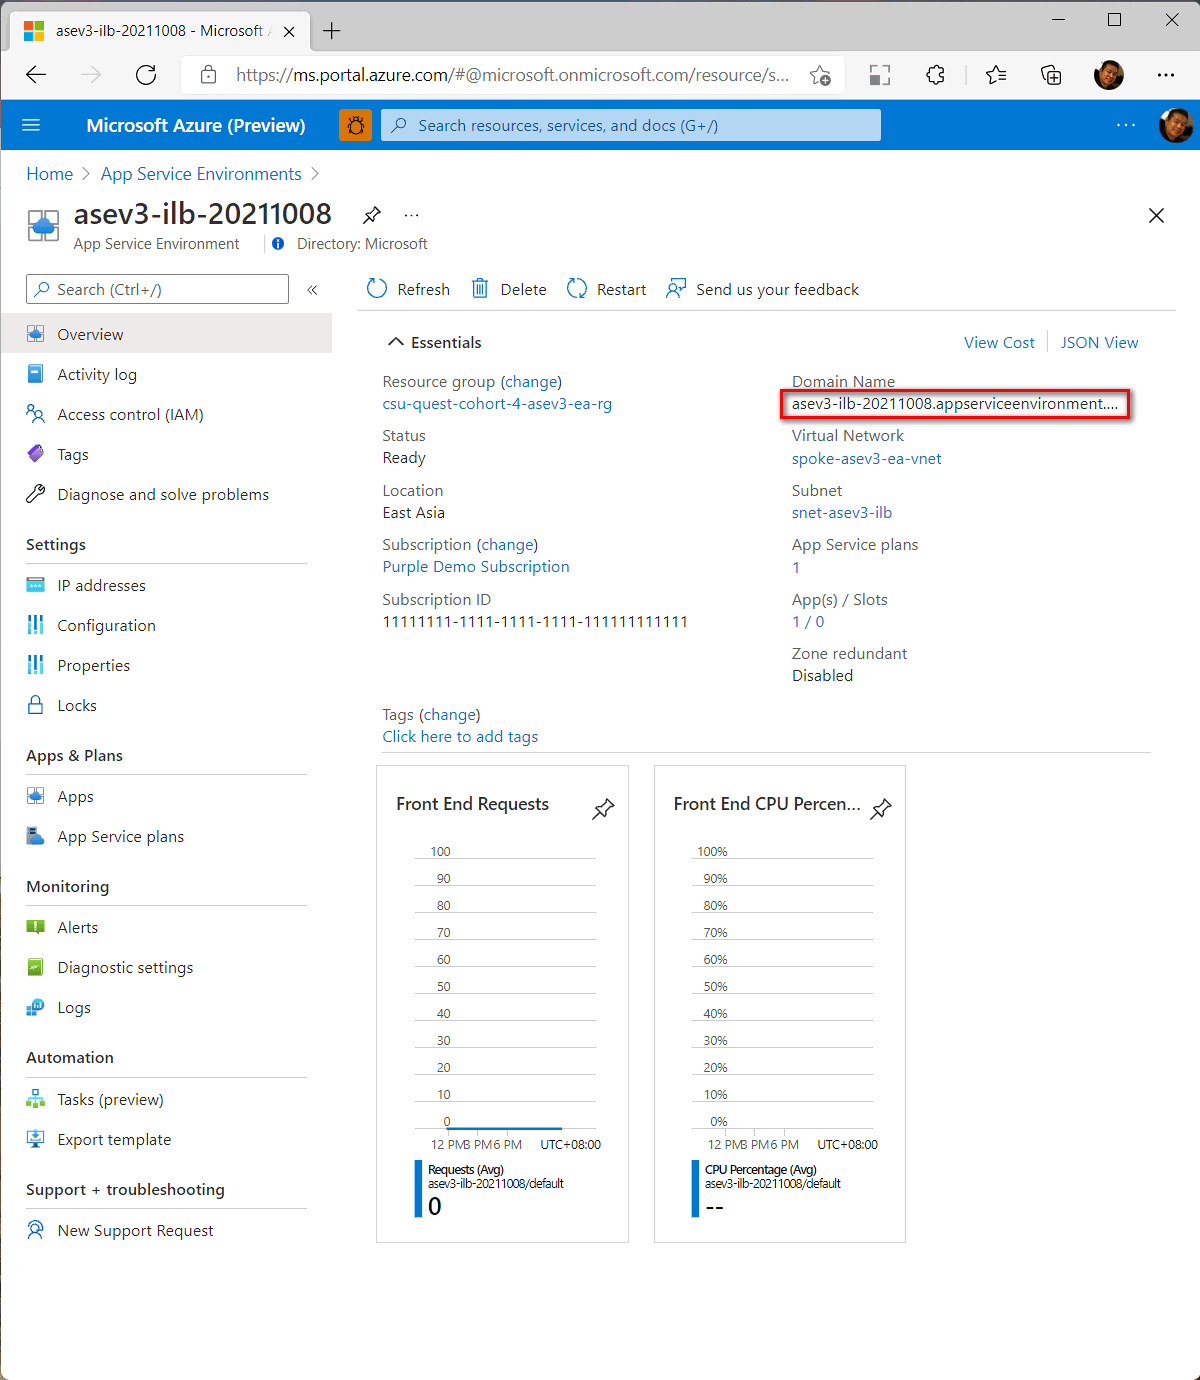 asev3-ilb-20211008 - Microsoft A
https://ms.portal.azure.com/#@microsoft.onmicrosoft.com/resource/s...
Microsoft Azure (Preview)
Search resources, services, and docs (G+/)
Home > App Service Environments >
asev3-ilb-20211008
App Service Environment
Directory: Microsoft
Search (Ctrl+/)
Overview
Activity log
Access control (IAM)
Tags
Diagnose and solve problems
Settings
IP addresses
Configuration
Properties
Locks
Apps & Plans
Apps
App Service plans
Monitoring
Alerts
Diagnostic settings
Logs
Automation
Tasks (preview)
Export template
Support + troubleshooting
New Support Request
Refresh
Delete
Restart
Send us your feedback
Essentials
View Cost
JSON View
Resource group (change)
csu-quest-cohort-4-asev3-ea-rg
Status
Ready
Location
East Asia
Subscription (change)
Purple Demo Subscription
Subscription ID
11111111-1111-1111-1111-111111111111
Domain Name
asev3-ilb-20211008.appserviceenvironment....
Virtual Network
spoke-asev3-ea-vnet
Subnet
snet-asev3-ilb
App Service plans
1
App(s) / Slots
1 / 0
Zone redundant
Disabled
Tags (change)
Click here to add tags
Front End Requests
100
90
80
70
60
50
40
30
20
10
0
12 PM 3 PM 6 PM UTC+08:00
Requests (Avg)
asev3-ilb-20211008/default
0
Front End CPU Percen...
100%
90%
80%
70%
60%
50%
40%
30%
20%
10%
0%
12 PM 3 PM 6 PM UTC+08:00
CPU Percentage (Avg)
asev3-ilb-20211008/default
--